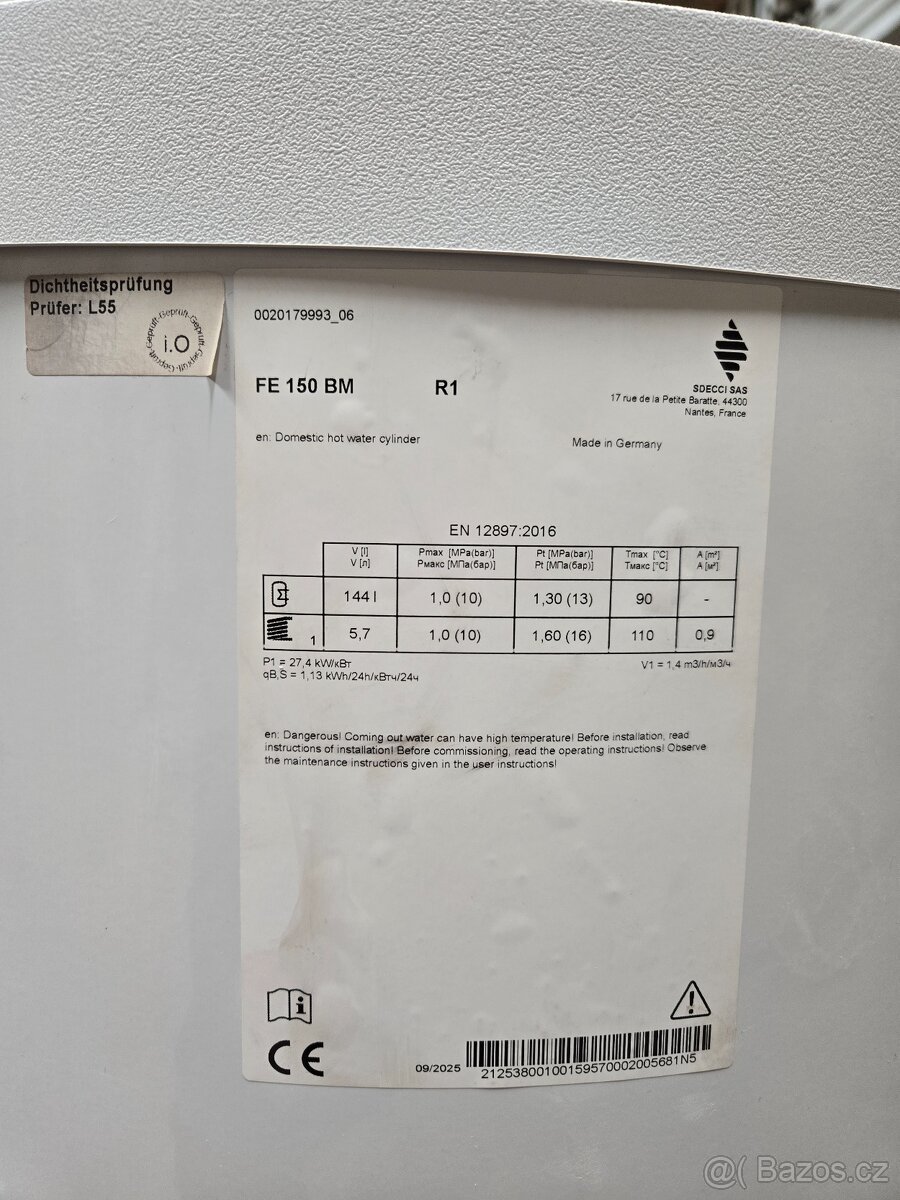 Dichtheitsprüfung
Prüfer: L55
Geprüft-Geprüft-Geprüft-Geprüft-
i.O
0020179993_06
FE 150 BM R1
SDECCI SAS
17 rue de la Petite Baratte, 44300
Nantes, France
en: Domestic hot water cylinder
Made in Germany
EN 12897:2016
V [l] Pmax [MPa(bar)] Pt [MPa(bar)] Tmax [°C] A [m²]
V [л] Pмакс [МПа(бар)] Pt [МПа(бар)] Tмакс [°C] A [м²]
144 l 1,0 (10) 1,30 (13) 90 -
1 5,7 1,0 (10) 1,60 (16) 110 0,9
P1 = 27,4 kW/кВт V1 = 1,4 m3/h/м3/ч
qB,S = 1,13 kWh/24h/кВтч/24ч
en: Dangerous! Coming out water can have high temperature! Before installation, read
instructions of installation! Before commissioning, read the operating instructions! Observe
the maintenance instructions given in the user instructions!
i
!
CE
09/2025
21253800100159570002005681N5
@( Bazos.cz